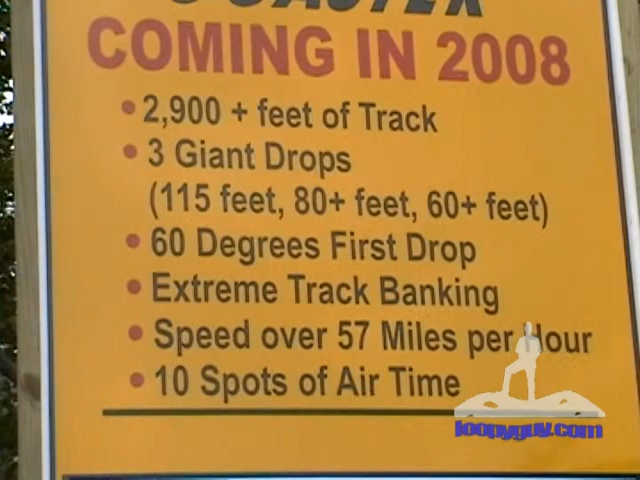 COASTER
COMING IN 2008
• 2,900 + feet of Track
• 3 Giant Drops
(115 feet, 80+ feet, 60+ feet)
• 60 Degrees First Drop
• Extreme Track Banking
• Speed over 57 Miles per Hour
• 10 Spots of Air Time
loopyguy.com